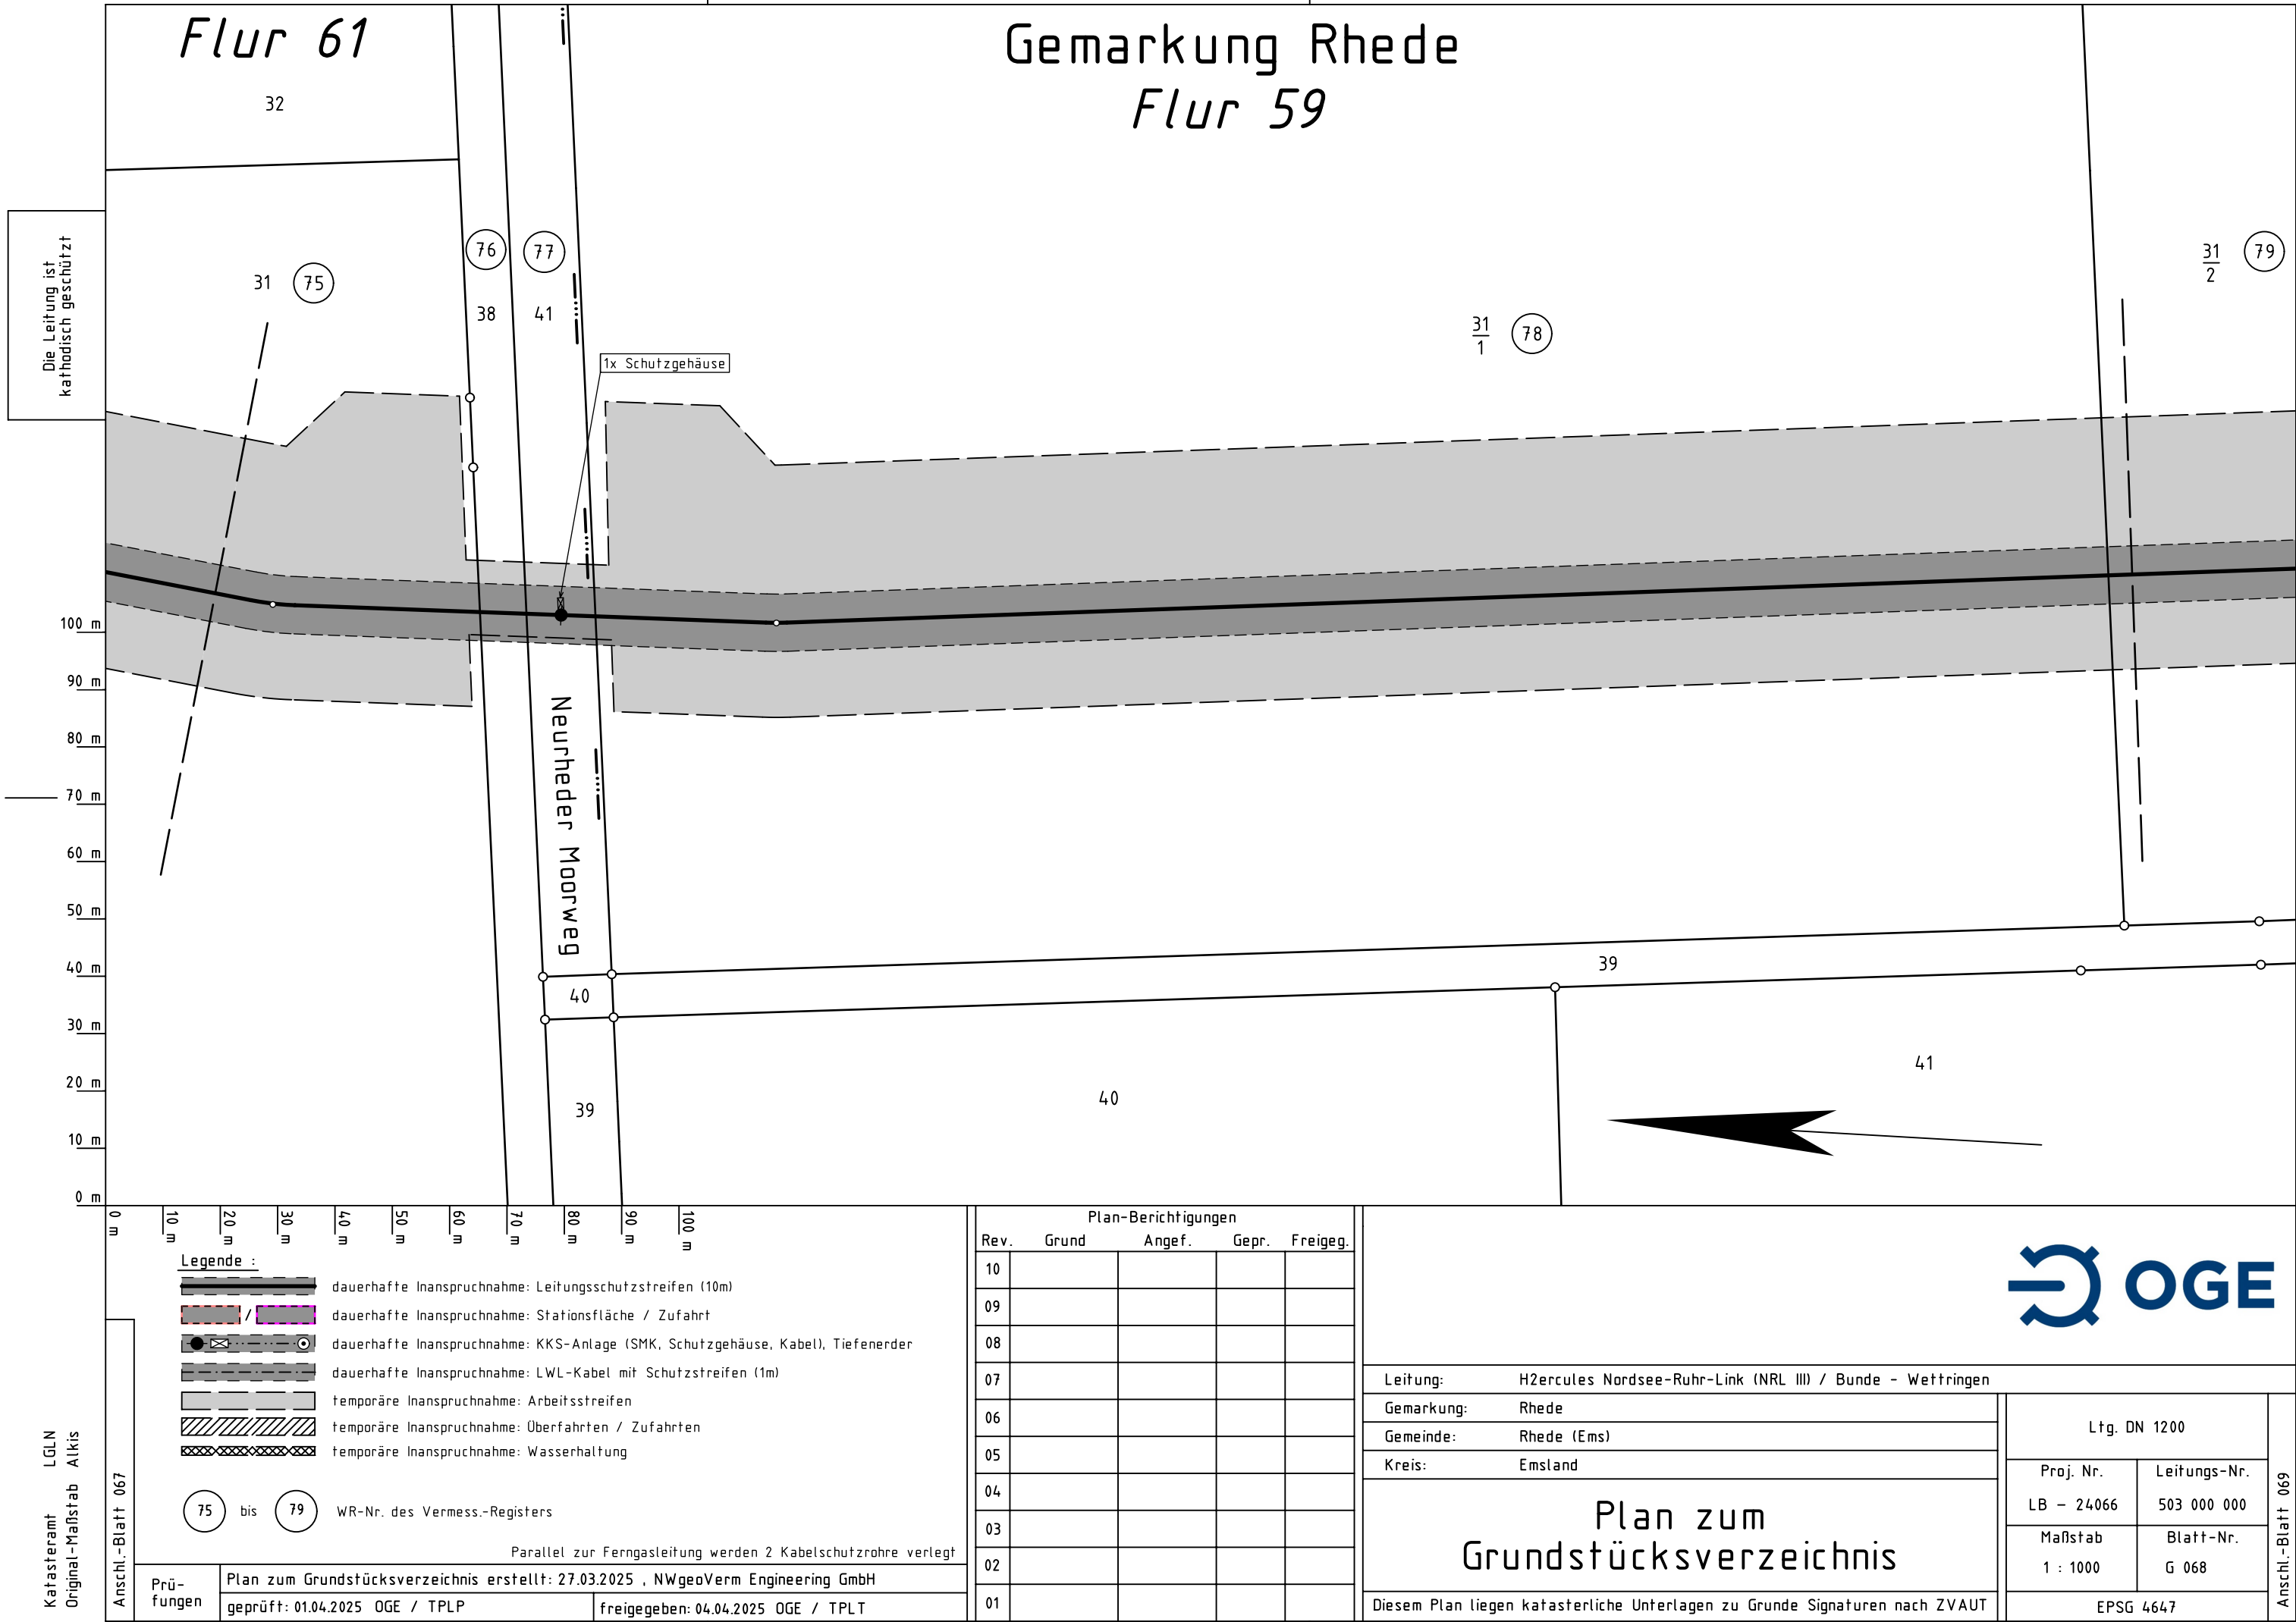 Flur 61
Gemarkung Rhede
Flur 59
32
Die Leitung ist
kathodisch geschützt
31 75
76
77
38
41
1x Schutzgehäuse
31
1
78
31
2
79
Neurheder Moorweg
100 m
90 m
80 m
70 m
60 m
50 m
40 m
30 m
20 m
10 m
0 m
39
40
39
40
41
0 m
10 m
20 m
30 m
40 m
50 m
60 m
70 m
80 m
90 m
100 m
Legende :
dauerhafte Inanspruchnahme: Leitungsschutzstreifen (10m)
/ dauerhafte Inanspruchnahme: Stationsfläche / Zufahrt
dauerhafte Inanspruchnahme: KKS-Anlage (SMK, Schutzgehäuse, Kabel), Tiefenerder
dauerhafte Inanspruchnahme: LWL-Kabel mit Schutzstreifen (1m)
temporäre Inanspruchnahme: Arbeitsstreifen
temporäre Inanspruchnahme: Überfahrten / Zufahrten
temporäre Inanspruchnahme: Wasserhaltung
75 bis 79 WR-Nr. des Vermess.-Registers
Parallel zur Ferngasleitung werden 2 Kabelschutzrohre verlegt
Prü-
fungen
Plan zum Grundstücksverzeichnis erstellt: 27.03.2025 , NWgeoVerm Engineering GmbH
geprüft: 01.04.2025 OGE / TPLP
freigegeben: 04.04.2025 OGE / TPLT
Katasteramt LGLN
Original-Maßstab Alkis
Anschl.-Blatt 067
Plan-Berichtigungen
Rev. Grund Angef. Gepr. Freigeg.
10
09
08
07
06
05
04
03
02
01
OGE
Leitung: H2ercules Nordsee-Ruhr-Link (NRL III) / Bunde - Wettringen
Gemarkung: Rhede
Gemeinde: Rhede (Ems)
Kreis: Emsland
Plan zum
Grundstücksverzeichnis
Diesem Plan liegen katasterliche Unterlagen zu Grunde Signaturen nach ZVAUT
Ltg. DN 1200
Proj. Nr. Leitungs-Nr.
LB - 24066 503 000 000
Maßstab Blatt-Nr.
1 : 1000 G 068
EPSG 4647
Anschl.-Blatt 069